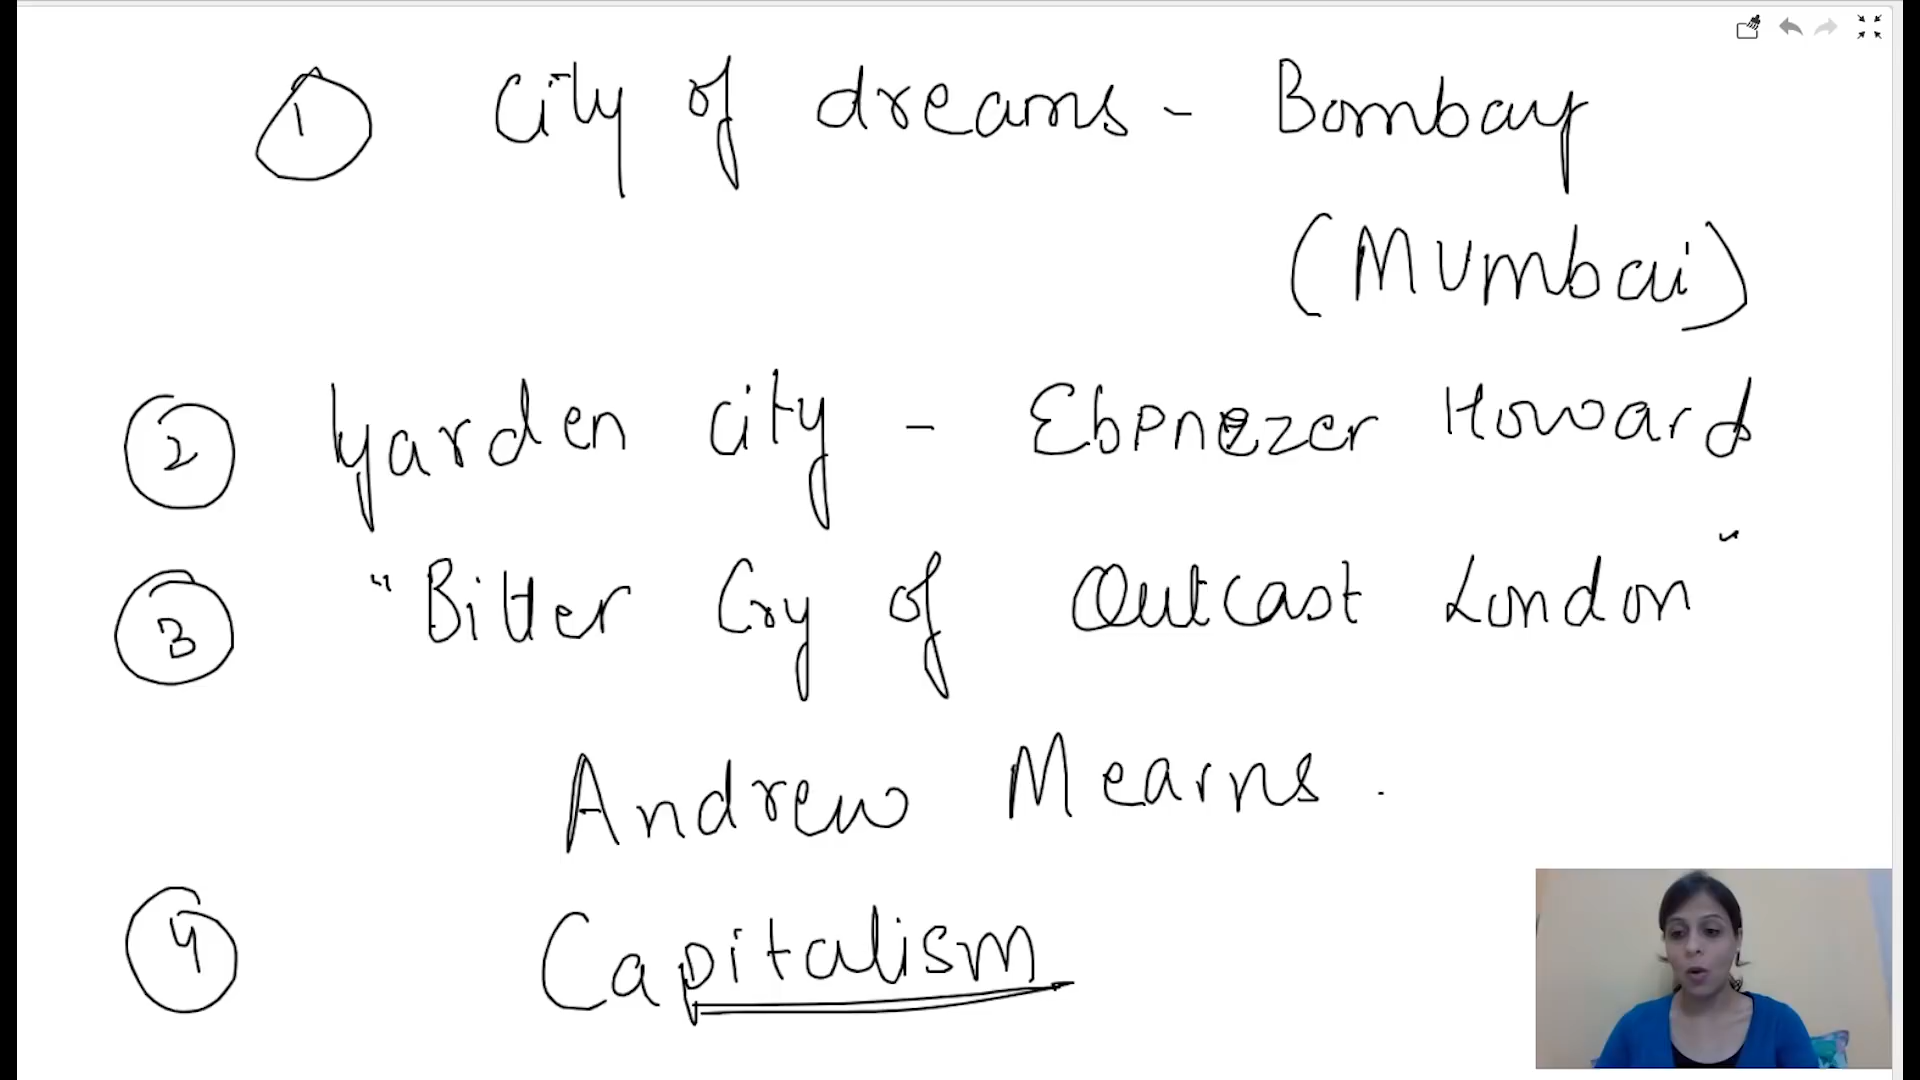 1 City of dreams - Bombay
(Mumbai)
2 Garden city - Ebenezer Howard
3 "Bitter Cry of Outcast London"
Andrew Mearns.
4 Capitalism